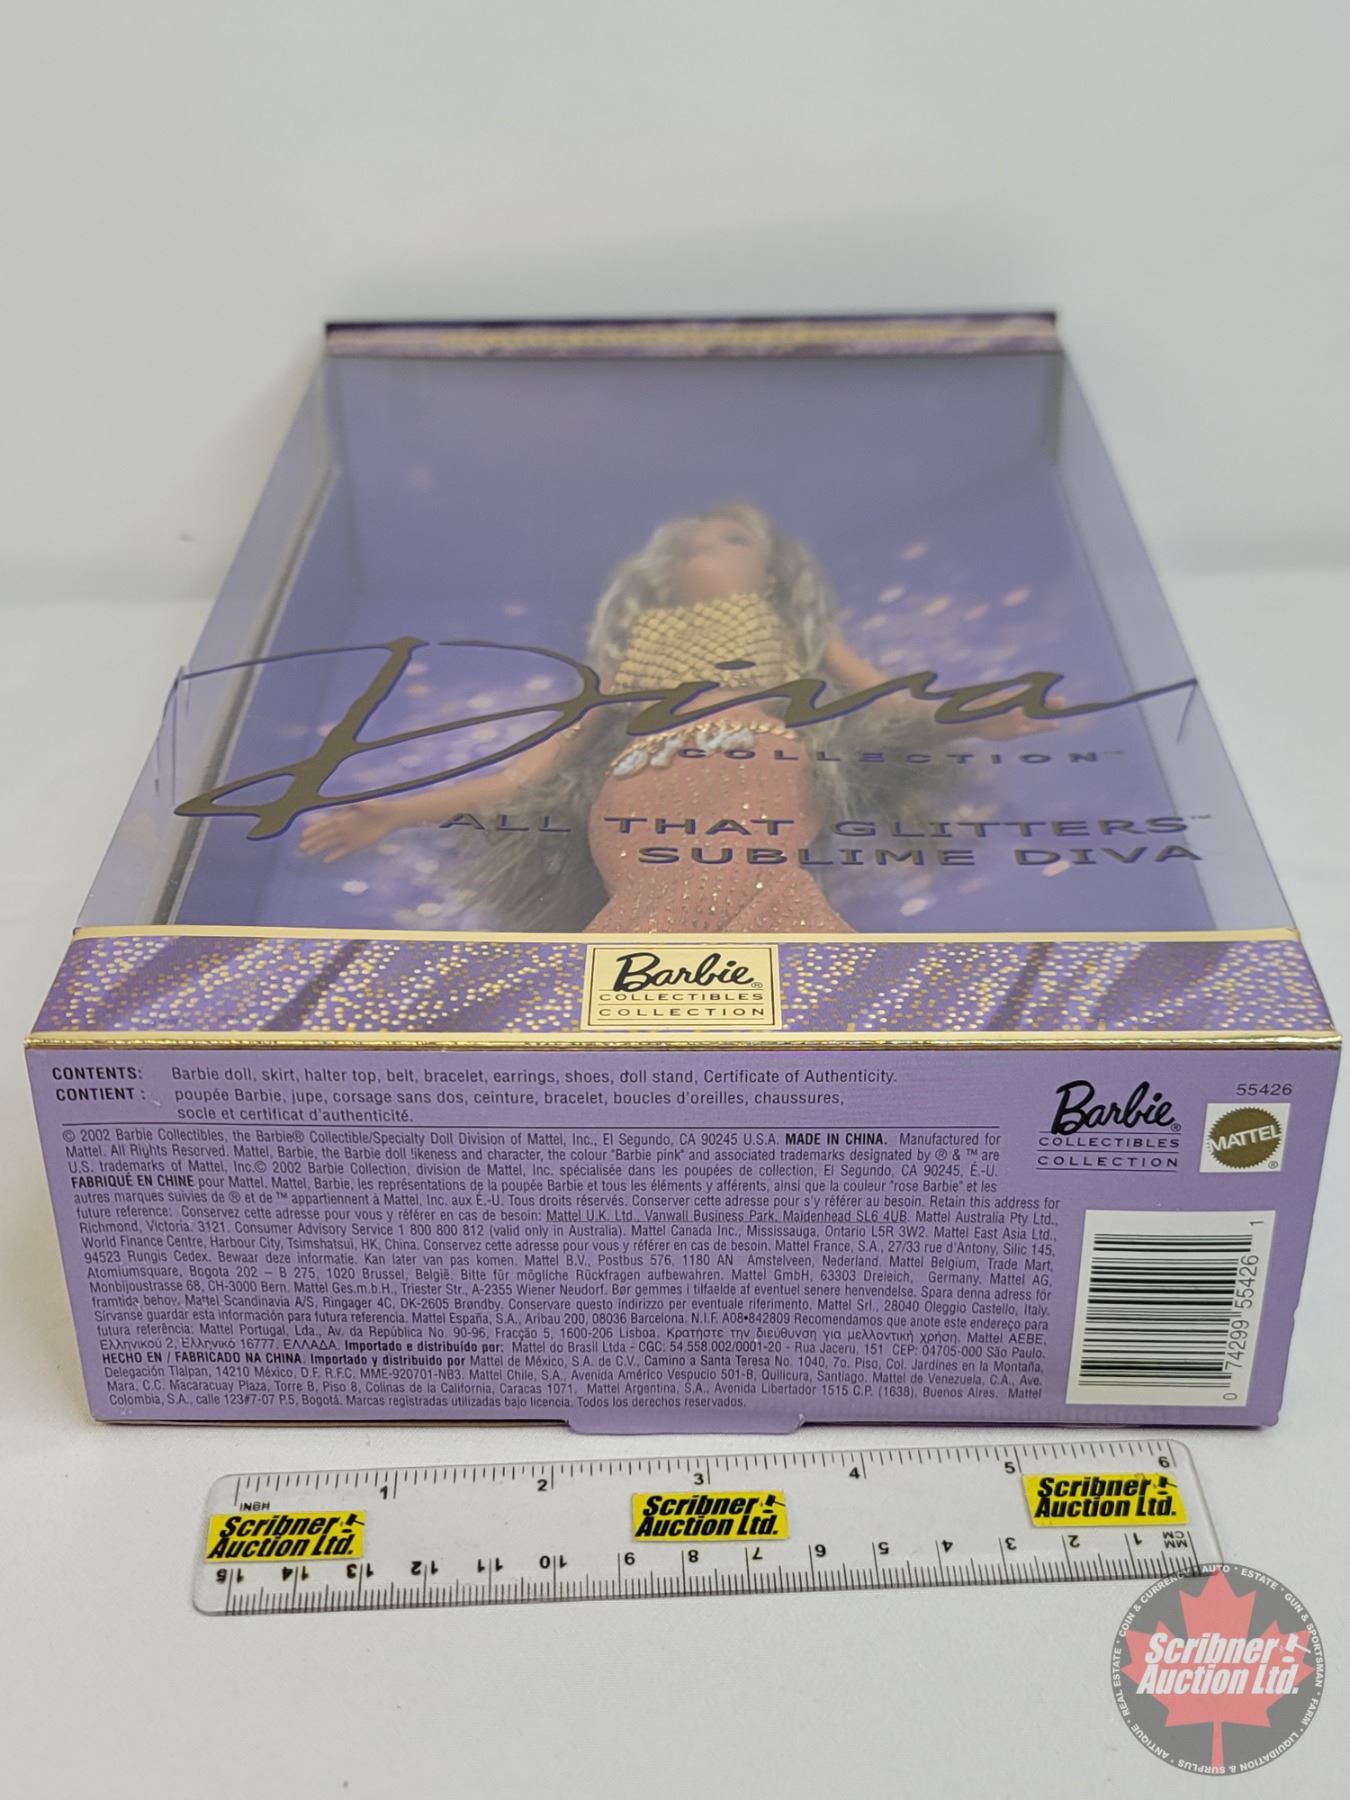 Diva
COLLECTION™
ALL THAT GLITTERS™
SUBLIME DIVA
Barbie®
COLLECTIBLES
COLLECTION
CONTENTS: Barbie doll, skirt, halter top, belt, bracelet, earrings, shoes, doll stand, Certificate of Authenticity.
CONTIENT : poupée Barbie, jupe, corsage sans dos, ceinture, bracelet, boucles d'oreilles, chaussures,
socle et certificat d'authenticité.
© 2002 Barbie Collectibles, the Barbie® Collectible/Specialty Doll Division of Mattel, Inc., El Segundo, CA 90245 U.S.A. MADE IN CHINA. Manufactured for
Mattel. All Rights Reserved. Mattel, Barbie, the Barbie doll likeness and character, the colour "Barbie pink" and associated trademarks designated by ® & ™ are
U.S. trademarks of Mattel, Inc.© 2002 Barbie Collection, division de Mattel, Inc. spécialisée dans les poupées de collection, El Segundo, CA 90245, É.-U.
FABRIQUÉ EN CHINE pour Mattel. Mattel, Barbie, les représentations de la poupée Barbie et tous les éléments y afférents, ainsi que la couleur "rose Barbie" et les
autres marques suivies de ® et de ™ appartiennent à Mattel, Inc. aux É.-U. Tous droits réservés. Conserver cette adresse pour s'y référer au besoin. Retain this address for
future reference: Conservez cette adresse pour vous y référer en cas de besoin: Mattel U.K. Ltd., Vanwall Business Park, Maidenhead SL6 4UB. Mattel Australia Pty Ltd.,
Richmond, Victoria. 3121. Consumer Advisory Service 1 800 800 812 (valid only in Australia). Mattel Canada Inc., Mississauga, Ontario L5R 3W2. Mattel East Asia Ltd.,
World Finance Centre, Harbour City, Tsimshatsui, HK, China. Conservez cette adresse pour vous y référer en cas de besoin. Mattel France, S.A., 27/33 rue d'Antony, Silic 145,
94523 Rungis Cedex. Bewaar deze informatie. Kan later van pas komen. Mattel B.V., Postbus 576, 1180 AN Amstelveen, Nederland. Mattel Belgium, Trade Mart,
Atomiumsquare, Bogota 202 – B 275, 1020 Brussel, België. Bitte für mögliche Rückfragen aufbewahren. Mattel GmbH, 63303 Dreieich, Germany. Mattel AG,
Monbijoustrasse 68, CH-3000 Bern. Mattel Ges.m.b.H., Triester Str., A-2355 Wiener Neudorf. Bør gemmes i tilfaelde af eventuel senere henvendelse. Spara denna adress för
framtida behov. Mattel Scandinavia A/S, Ringager 4C, DK-2605 Brøndby. Conservare questo indirizzo per eventuale riferimento. Mattel Srl., 28040 Oleggio Castello, Italy.
Sírvanse guardar esta información para futura referencia. Mattel España, S.A., Aribau 200, 08036 Barcelona. N.I.F. A08•842809 Recomendamos que anote este endereço para
futura referência: Mattel Portugal, Lda., Av. da República No. 90-96, Fracção 5, 1600-206 Lisboa. Κρατήστε την διεύθυνση για μελλοντική χρήση. Mattel AEBE,
Ελληνικού 2, Ελληνικό 16777. ΕΛΛΑΔΑ. Importado e distribuído por: Mattel do Brasil Ltda - CGC: 54.558.002/0001-20 - Rua Jaceru, 151 CEP: 04705-000 São Paulo.
HECHO EN / FABRICADO NA CHINA. Importado y distribuido por Mattel de México, S.A. de C.V., Camino a Santa Teresa No. 1040, 7o. Piso, Col. Jardines en la Montaña,
Delegación Tlalpan, 14210 México, D.F. R.F.C. MME-920701-NB3. Mattel Chile, S.A., Avenida Américo Vespucio 501-B, Quilicura, Santiago. Mattel de Venezuela, C.A., Ave.
Mara, C.C. Macaracuay Plaza, Torre B, Piso 8, Colinas de la California, Caracas 1071. Mattel Argentina, S.A., Avenida Libertador 1515 C.P. (1638), Buenos Aires. Mattel
Colombia, S.A., calle 123#7-07 P.5, Bogotá. Marcas registradas utilizadas bajo licencia. Todos los derechos reservados.
Barbie®
COLLECTIBLES
COLLECTION
55426
MATTEL®
0 74299 55426 1
1 2 3 4 5 6
INCH
Scribner
Auction Ltd.
Scribner
Auction Ltd.
Scribner
Auction Ltd.
15 14 13 12 11 10 9 8 7 6 5 4 3 2 1
CM
MM
COIN & CURRENCY • AUTO • ESTATE • GUN & SPORTSMAN • FARM • LIQUIDATION & SURPLUS • ANTIQUE • REAL ESTATE •
Scribner
Auction Ltd.